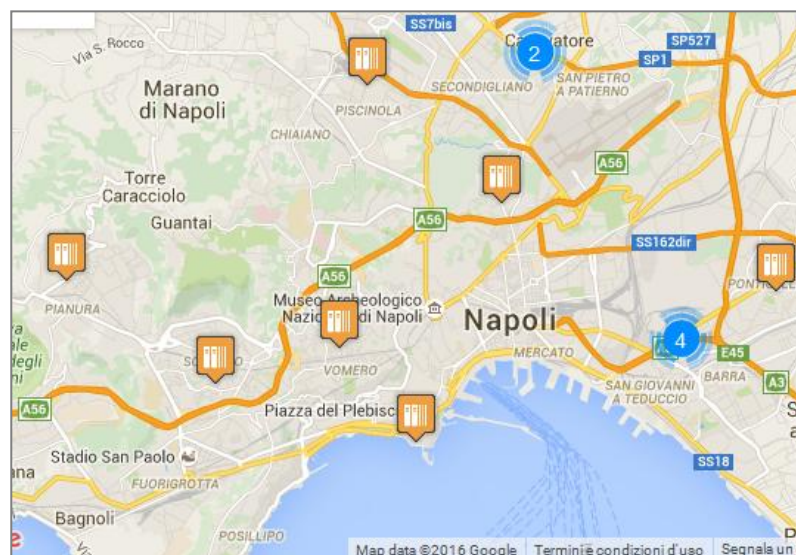 SS7bis
SP527
Via S. Rocco
2
SP1
SECONDIGLIANO
SAN PIETRO
A PATIERNO
Marano
di Napoli
PISCINOLA
CHIAIANO
A56
Torre
Caracciolo
Guantai
A56
SS162dir
A56
PIANURA
Museo Archeologico
Nazionale di Napoli
Napoli
4
MERCATO
E45
BARRA
A3
VOMERO
SAN GIOVANNI
A TEDUCCIO
A56
Piazza del Plebisc
Stadio San Paolo
SS18
FUORIGROTTA
Bagnoli
POSILLIPO
Map data ©2016 Google
Termini e condizioni d'uso
Segnala un